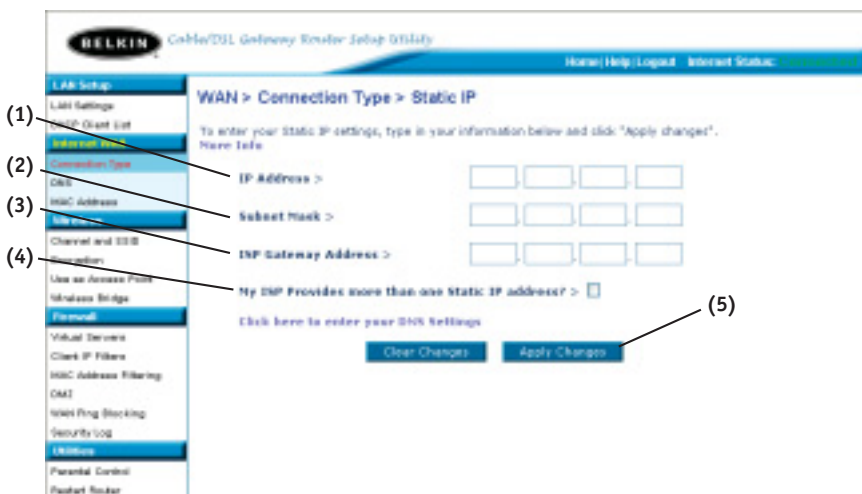 BELKIN
Cable/DSL Gateway Router Setup Utility
Home | Help | Logout Internet Status:
LAN Setup
LAN Settings
DHCP Client List
Internet WAN
Connection Type
DNS
MAC Address
Wireless
Channel and SSID
Encryption
Use as Access Point
Wireless Bridge
Firewall
Virtual Servers
Client IP Filters
MAC Address Filtering
DMZ
WAN Ping Blocking
Security Log
Utilities
Parental Control
Restart Router
WAN > Connection Type > Static IP
To enter your Static IP settings, type in your information below and click "Apply changes".
More Info
(1)
IP Address >
(2)
Subnet Mask >
(3)
ISP Gateway Address >
(4)
My ISP Provides more than one Static IP address? >
Click here to enter your DNS Settings
Clear Changes
Apply Changes
(5)